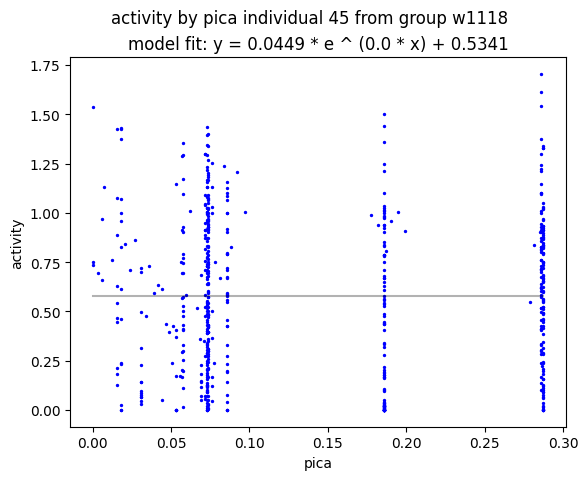 activity by pica individual 45 from group w1118
model fit: y = 0.0449 * e ^ (0.0 * x) + 0.5341
1.75
1.50
1.25
1.00
0.75
0.50
0.25
0.00
activity
0.00 0.05 0.10 0.15 0.20 0.25 0.30
pica